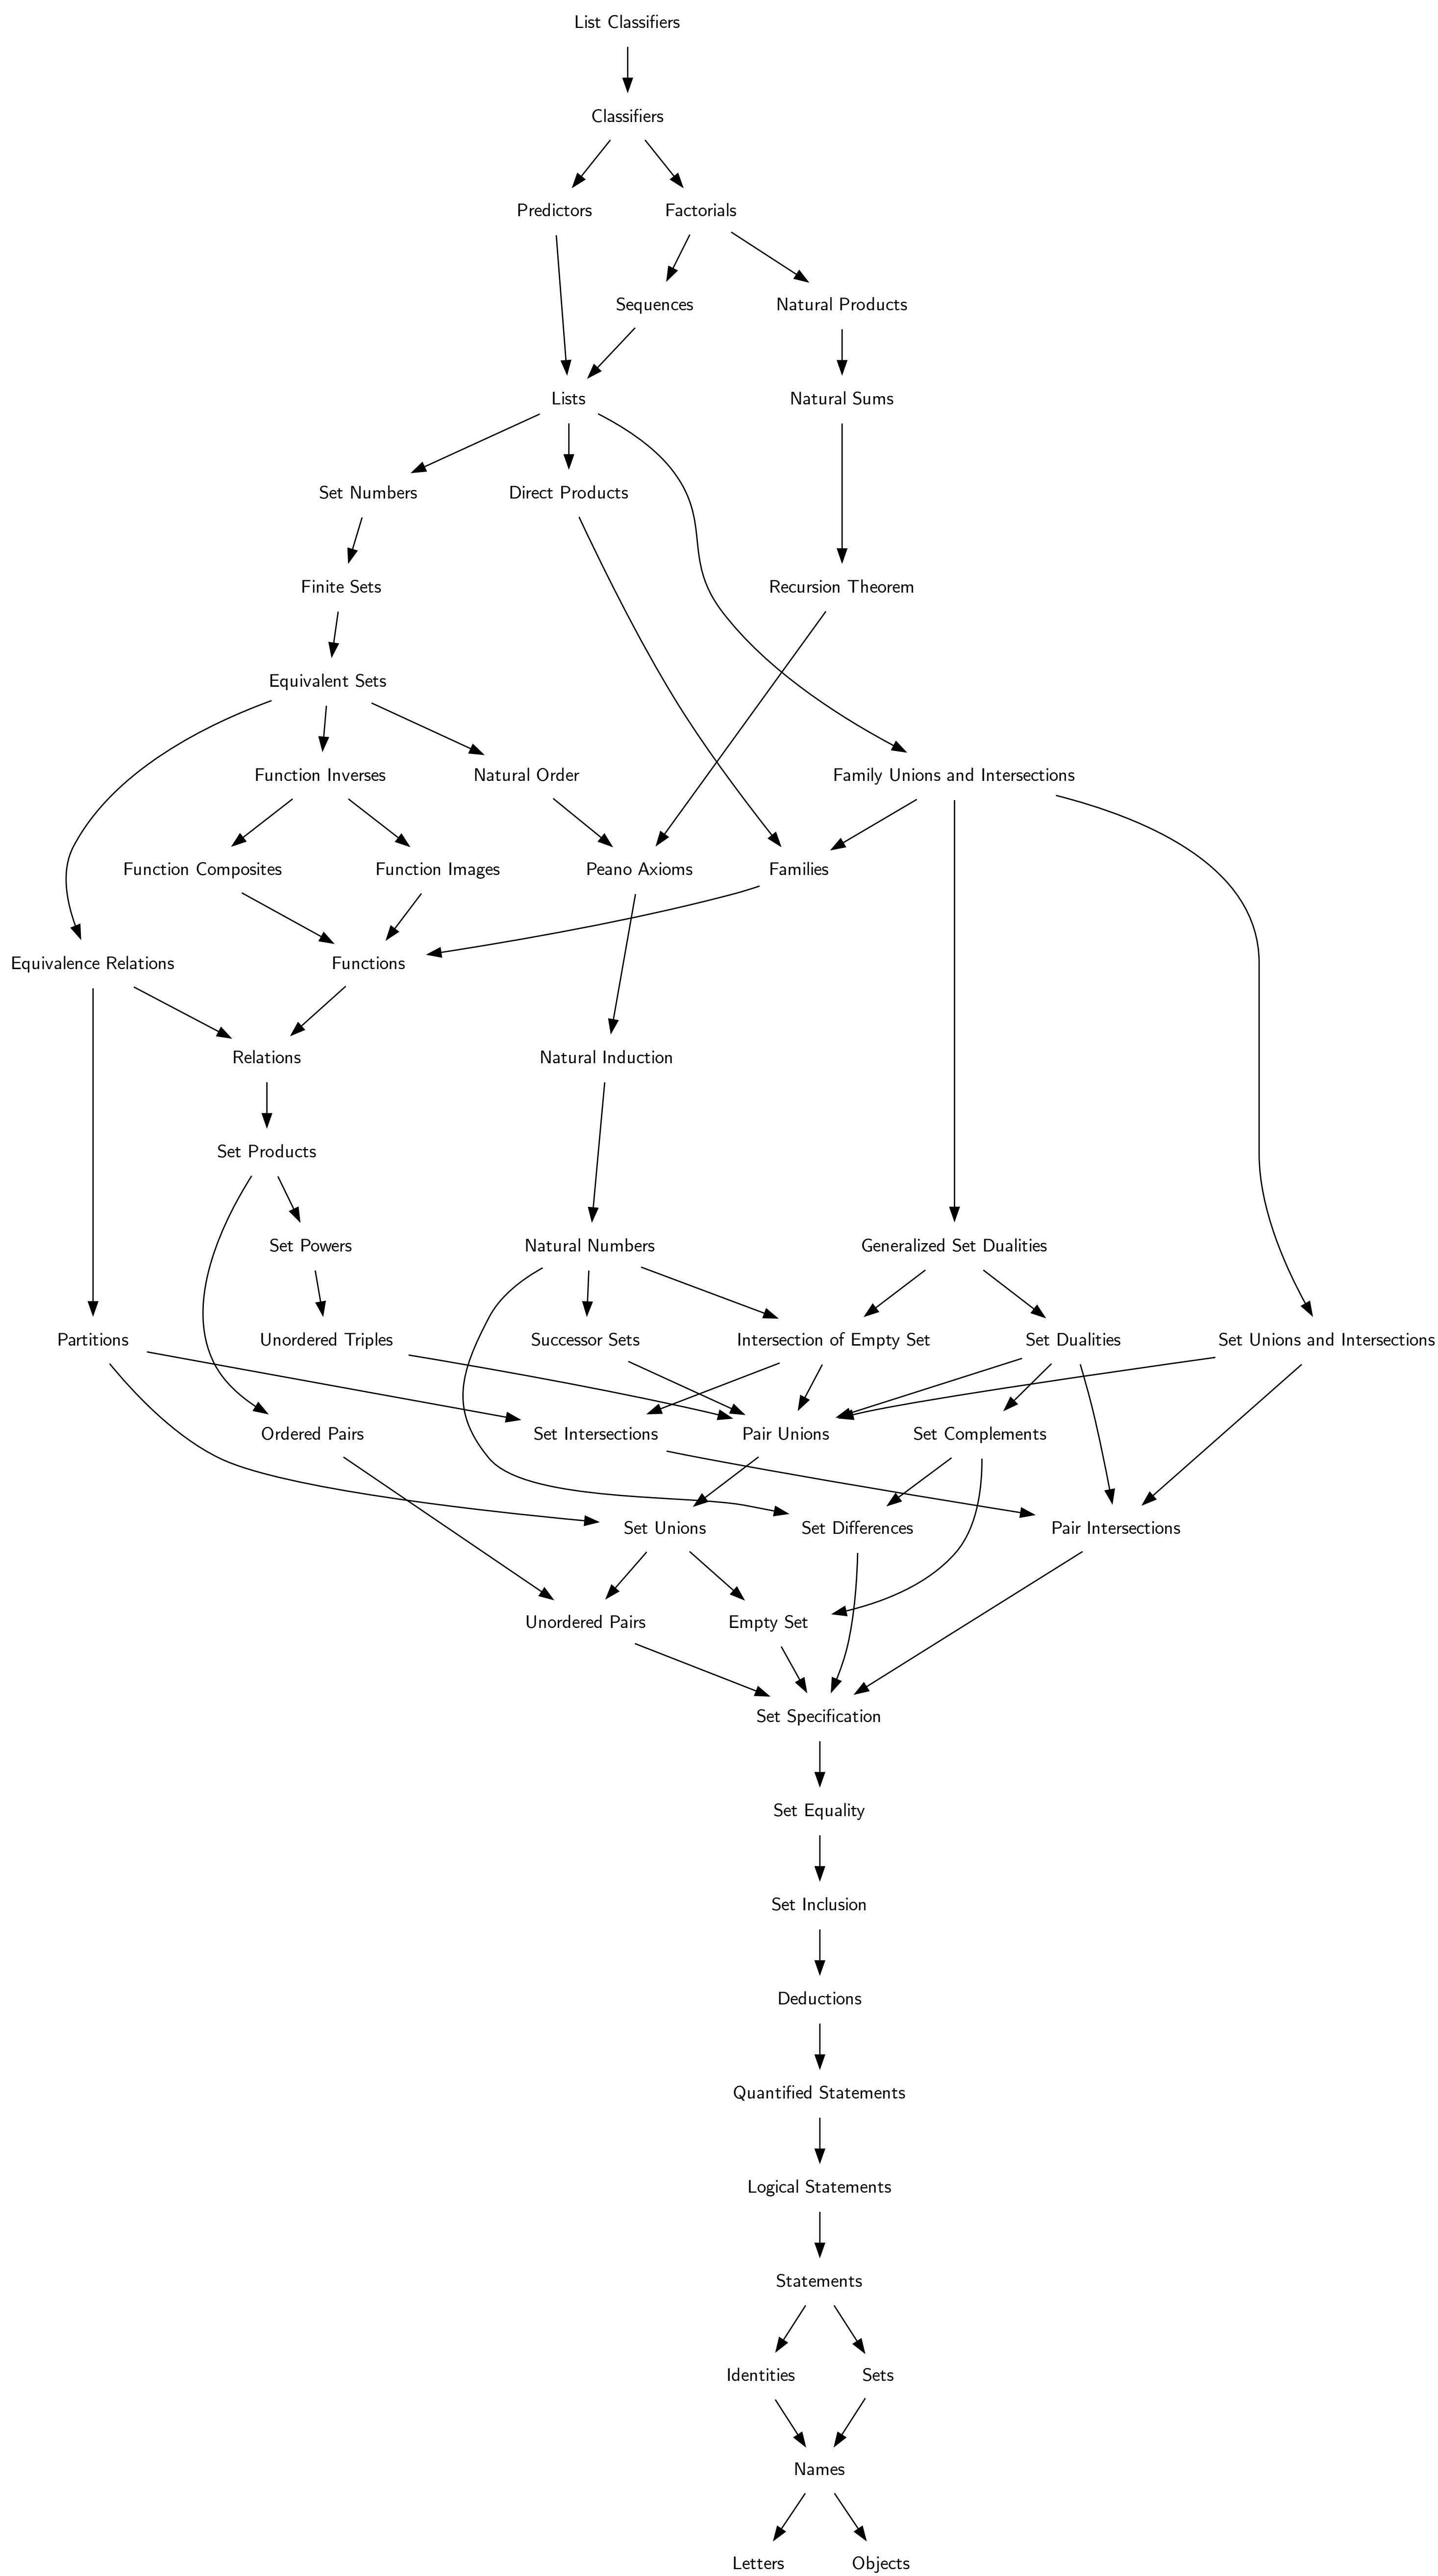 List Classifiers
Classifiers
Predictors
Factorials
Sequences
Natural Products
Lists
Natural Sums
Set Numbers
Direct Products
Finite Sets
Recursion Theorem
Equivalent Sets
Function Inverses
Natural Order
Family Unions and Intersections
Function Composites
Function Images
Peano Axioms
Families
Equivalence Relations
Functions
Relations
Natural Induction
Set Products
Set Powers
Natural Numbers
Generalized Set Dualities
Partitions
Unordered Triples
Successor Sets
Intersection of Empty Set
Set Dualities
Set Unions and Intersections
Ordered Pairs
Set Intersections
Pair Unions
Set Complements
Set Unions
Set Differences
Pair Intersections
Unordered Pairs
Empty Set
Set Specification
Set Equality
Set Inclusion
Deductions
Quantified Statements
Logical Statements
Statements
Identities
Sets
Names
Letters
Objects